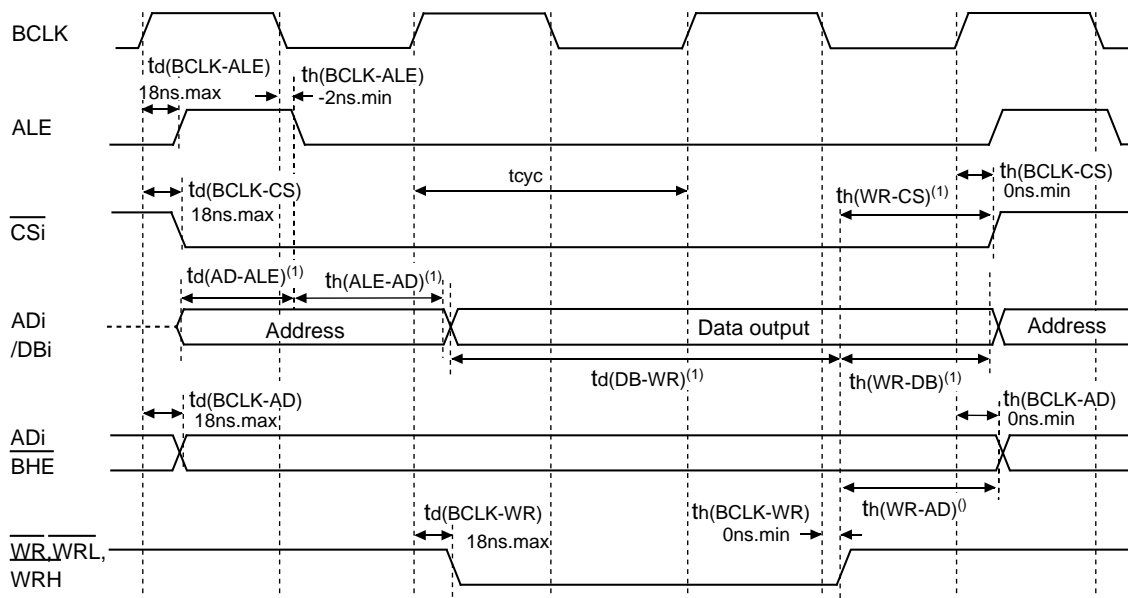 BCLK
td(BCLK-ALE)
18ns.max
th(BCLK-ALE)
-2ns.min
ALE
td(BCLK-CS)
18ns.max
tcyc
th(WR-CS)(1)
th(BCLK-CS)
0ns.min
CSi
td(AD-ALE)(1)
th(ALE-AD)(1)
ADi
/DBi
Address
Data output
Address
td(DB-WR)(1)
th(WR-DB)(1)
td(BCLK-AD)
18ns.max
th(BCLK-AD)
0ns.min
ADi
BHE
td(BCLK-WR)
18ns.max
th(BCLK-WR)
0ns.min
th(WR-AD)()
WR,WRL,
WRH